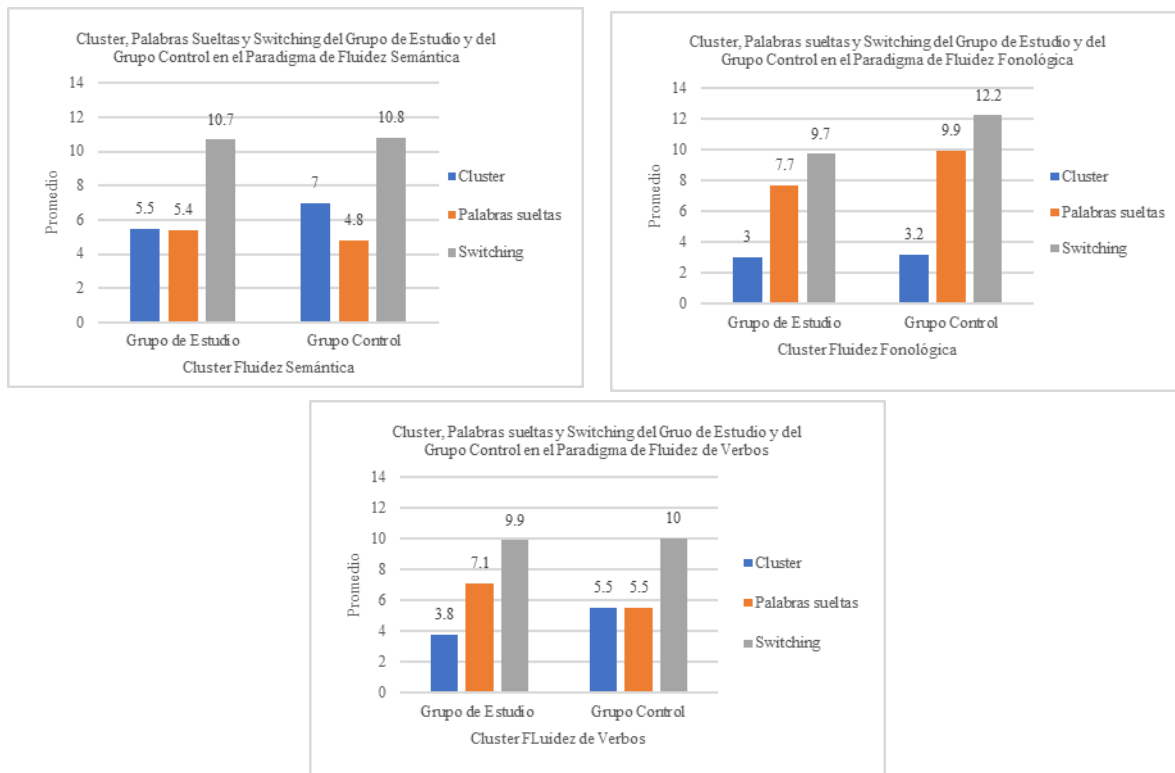 Cluster, Palabras Sueltas y Switching del Grupo de Estudio y del
Grupo Control en el Paradigma de Fluidez Semántica
14
12
10
8
6
4
2
0
Promedio
5.5
5.4
10.7
7
4.8
10.8
Grupo de Estudio
Grupo Control
Cluster Fluidez Semántica
Cluster
Palabras sueltas
Switching
Cluster, Palabras sueltas y Switching del Grupo de Estudio y del
Grupo Control en el Paradigma de Fluidez Fonológica
14
12
10
8
6
4
2
0
Promedio
3
7.7
9.7
3.2
9.9
12.2
Grupo de Estudio
Grupo Control
Cluster Fluidez Fonológica
Cluster
Palabras sueltas
Switching
Cluster, Palabras sueltas y Switching del Gruo de Estudio y del
Grupo Control en el Paradigma de Fluidez de Verbos
14
12
10
8
6
4
2
0
Promedio
3.8
7.1
9.9
5.5
5.5
10
Grupo de Estudio
Grupo Control
Cluster FLuidez de Verbos
Cluster
Palabras sueltas
Switching